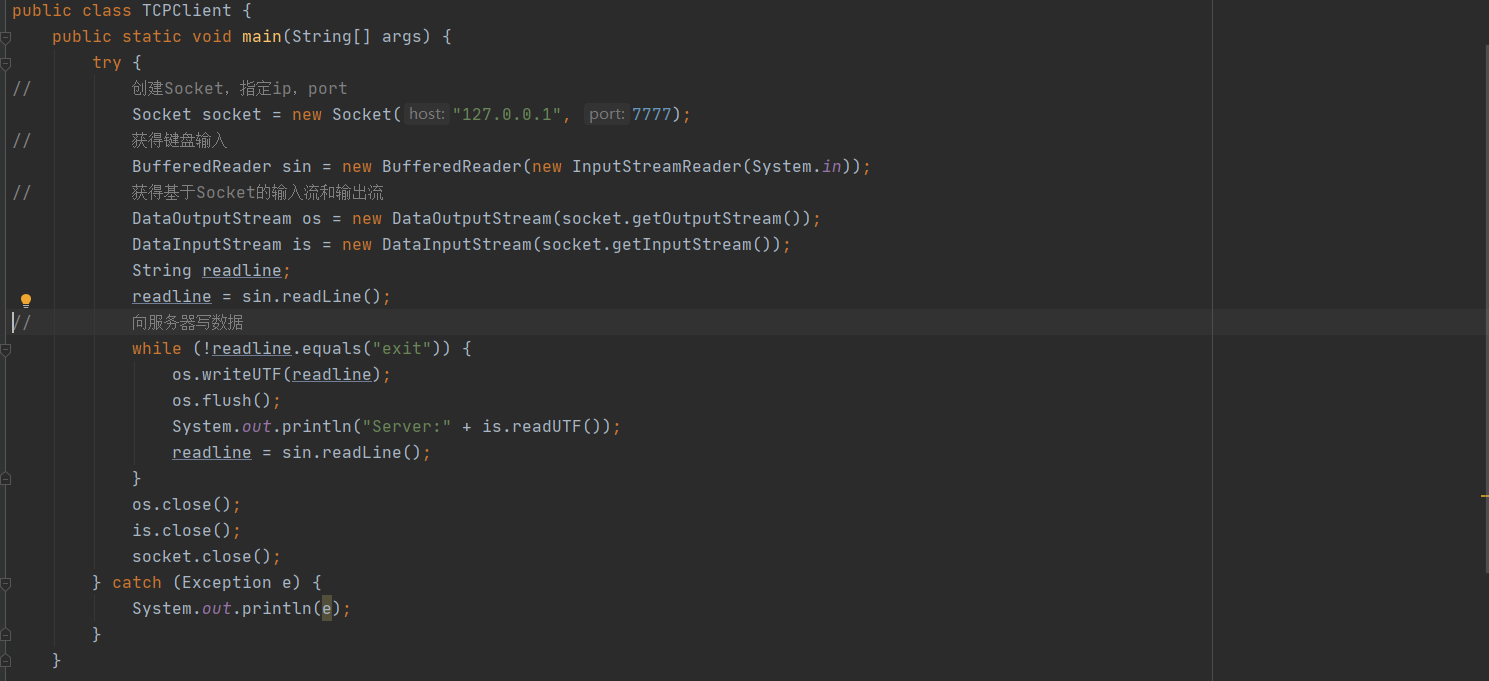 public class TCPClient {
    public static void main(String[] args) {
        try {
//          创建Socket，指定ip，port
            Socket socket = new Socket( host: "127.0.0.1",  port: 7777);
//          获得键盘输入
            BufferedReader sin = new BufferedReader(new InputStreamReader(System.in));
//          获得基于Socket的输入流和输出流
            DataOutputStream os = new DataOutputStream(socket.getOutputStream());
            DataInputStream is = new DataInputStream(socket.getInputStream());
            String readline;
            readline = sin.readLine();
//          向服务器写数据
            while (!readline.equals("exit")) {
                os.writeUTF(readline);
                os.flush();
                System.out.println("Server:" + is.readUTF());
                readline = sin.readLine();
            }
            os.close();
            is.close();
            socket.close();
        } catch (Exception e) {
            System.out.println(e);
        }
    }